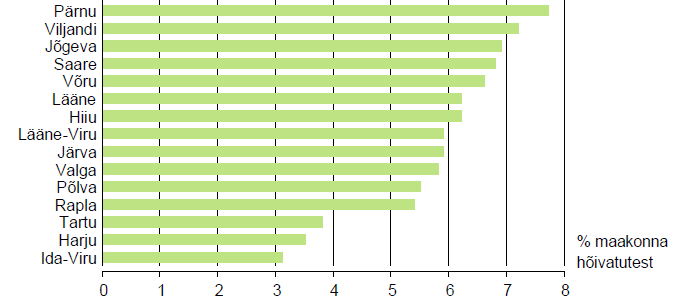 Pärnu
Viljandi
Jõgeva
Saare
Võru
Lääne
Hiiu
Lääne-Viru
Järva
Valga
Põlva
Rapla
Tartu
Harju
Ida-Viru
% maakonna
hõivatutest
0 1 2 3 4 5 6 7 8